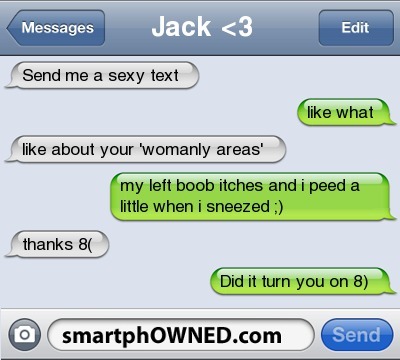 Messages
Jack <3
Edit
Send me a sexy text
like what
like about your 'womanly areas'
my left boob itches and i peed a
little when i sneezed ;)
thanks 8(
Did it turn you on 8)
smartphOWNED.com
Send